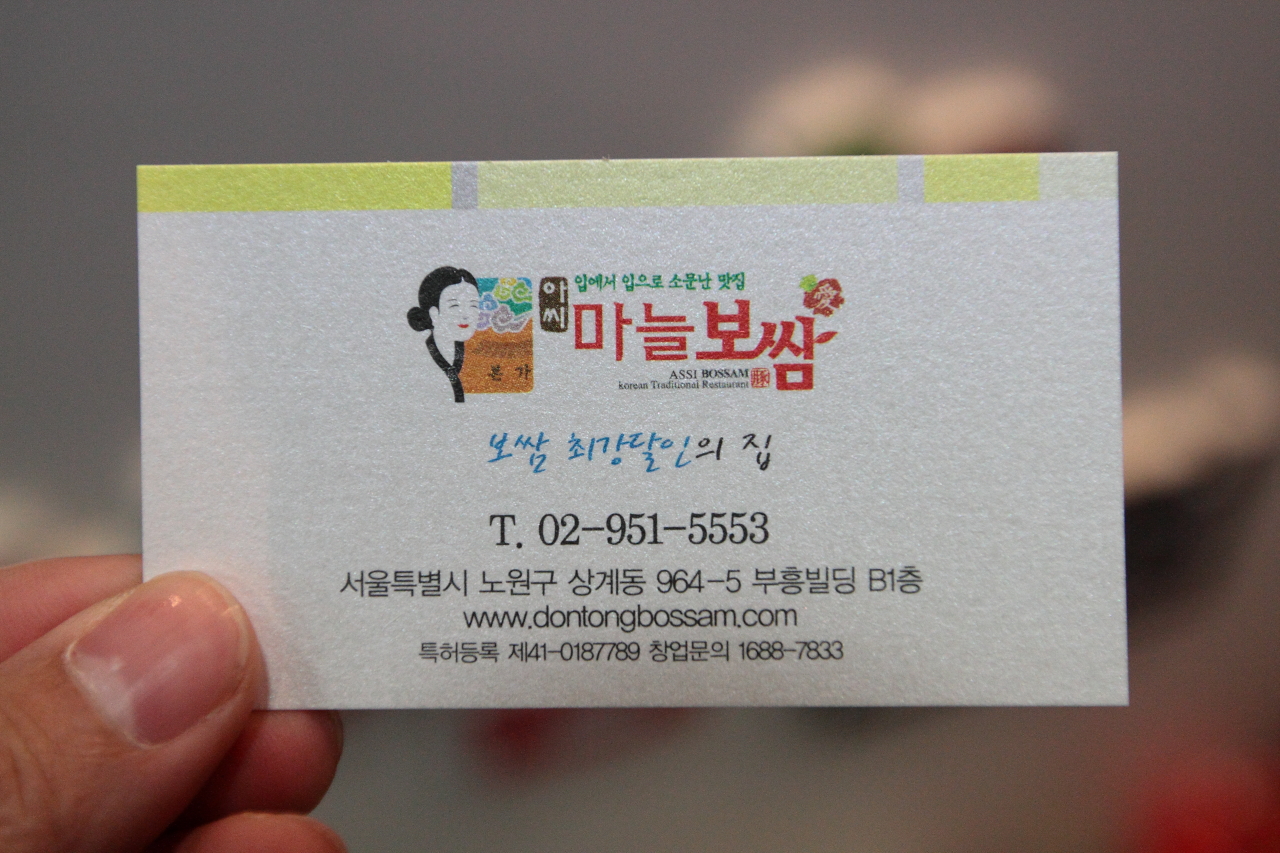 입에서 입으로 소문난 맛집
아씨
마늘보쌈
愛
본가
ASSI BOSSAM
korean Traditional Restaurant
보쌈 최강달인의 집
T. 02-951-5553
서울특별시 노원구 상계동 964-5 부흥빌딩 B1층
www.dontongbossam.com
특허등록 제41-0187789 창업문의 1688-7833